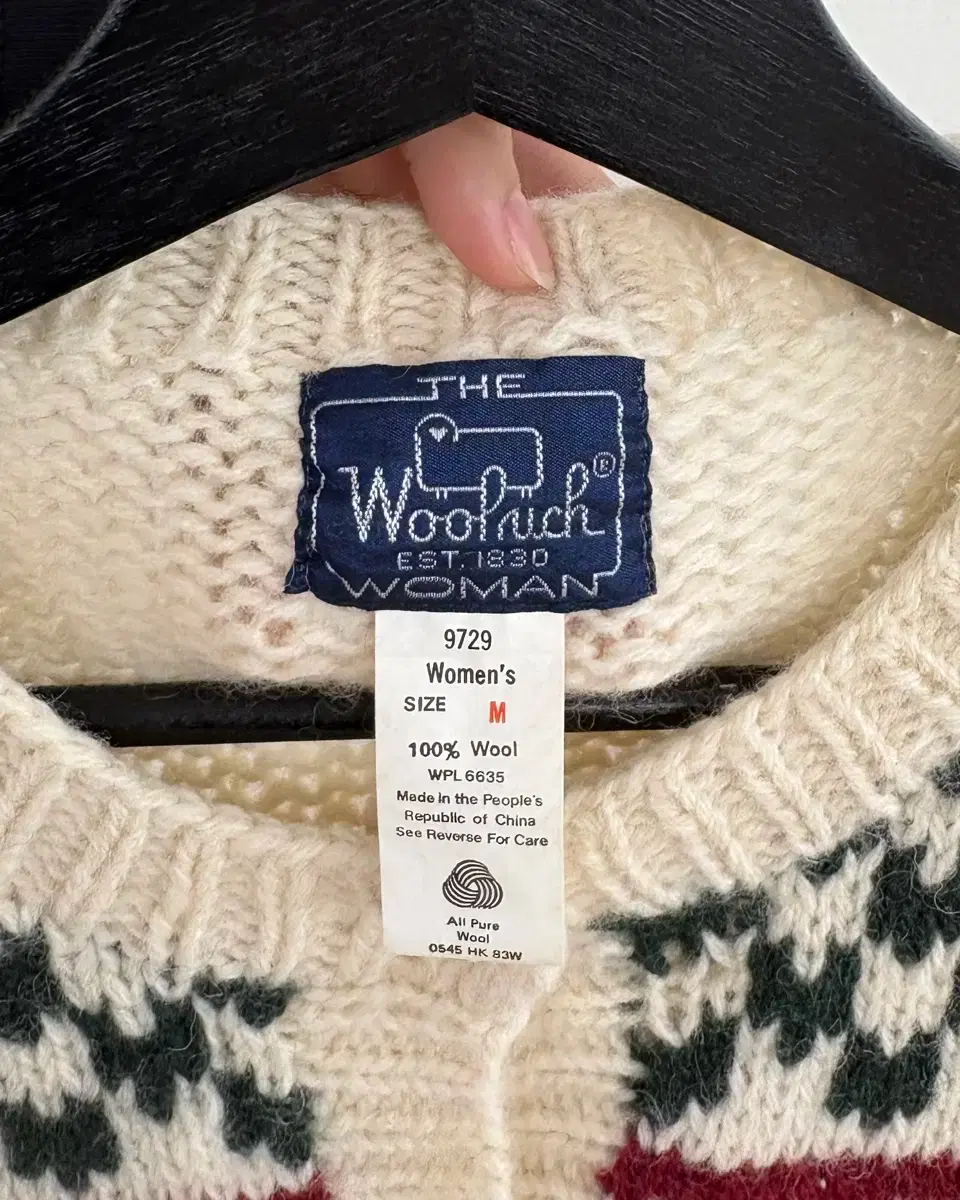 THE
Woolrich®
EST. 1830
WOMAN
9729
Women's
SIZE M
100% Wool
WPL 6635
Made in the People's
Republic of China
See Reverse For Care
All Pure
Wool
0545 HK 83W